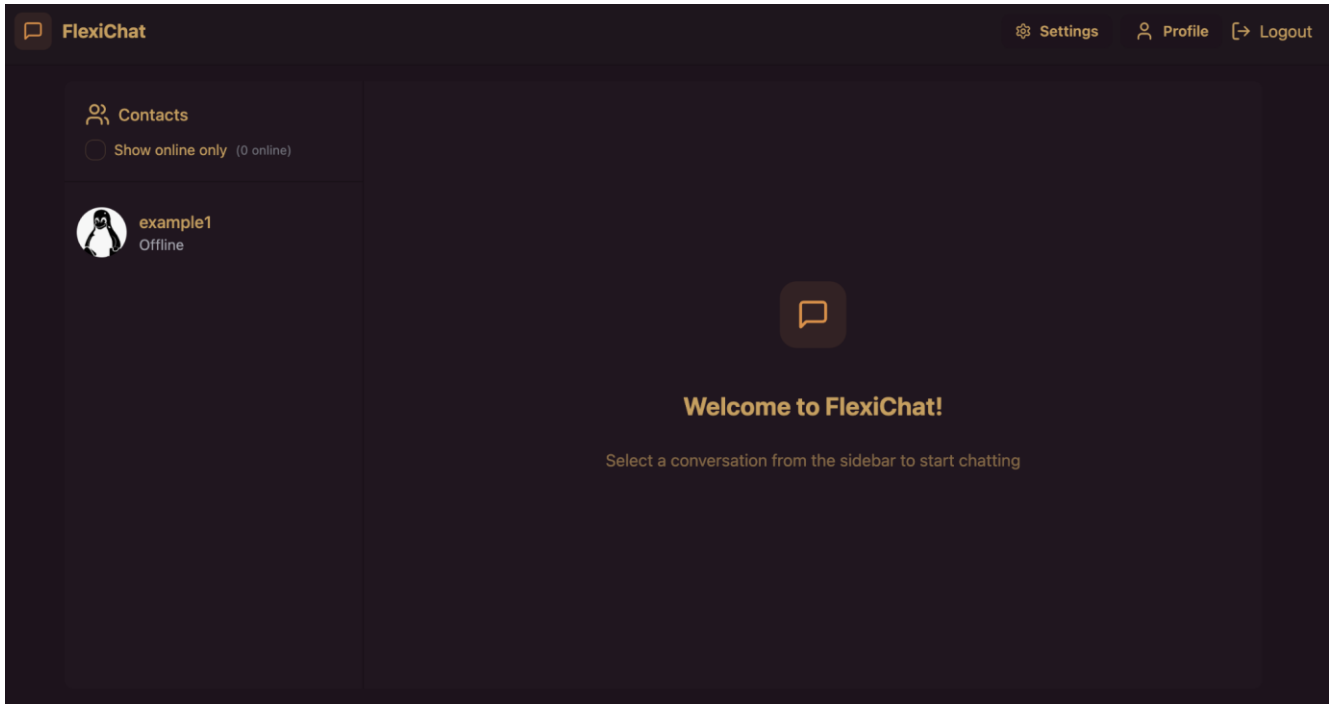 FlexiChat
Settings Profile Logout
Contacts
Show online only (0 online)
example1
Offline
Welcome to FlexiChat!
Select a conversation from the sidebar to start chatting